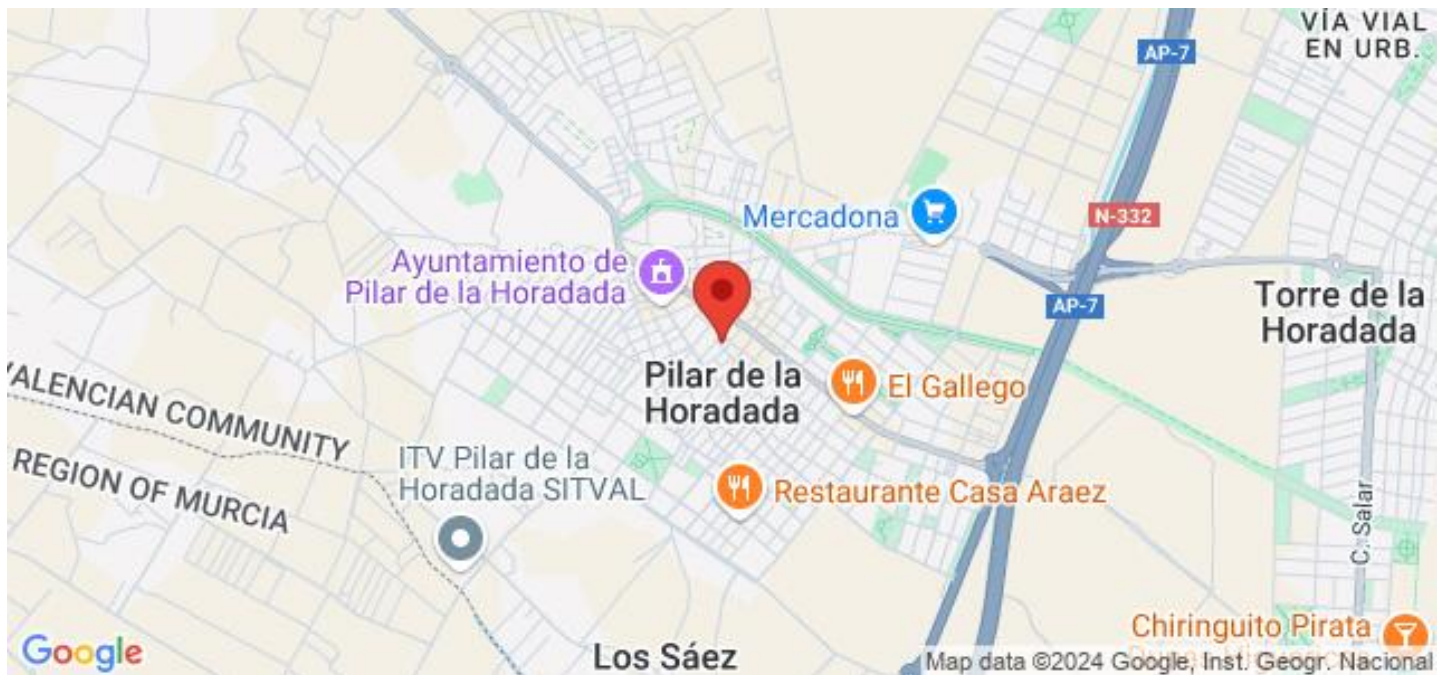 VÍA VIAL
EN URB.
AP-7
Mercadona
N-332
Ayuntamiento de
Pilar de la Horadada
AP-7
Torre de la
Horadada
Pilar de la
Horadada
El Gallego
VALENCIAN COMMUNITY
REGION OF MURCIA
ITV Pilar de la
Horadada SITVAL
Restaurante Casa Araez
C. Salar
Chiringuito Pirata
Los Sáez
Google
Map data ©2024 Google, Inst. Geogr. Nacional